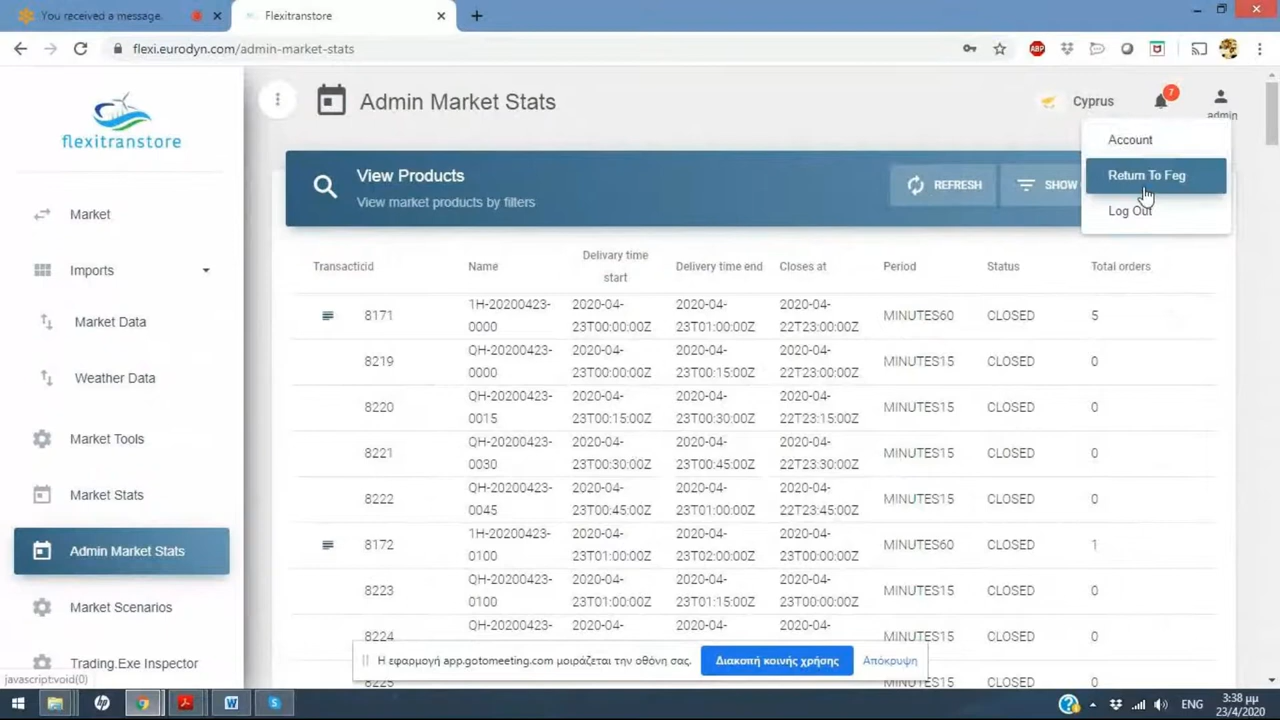 You received a message.
Flexitranstore
flexi.eurodyn.com/admin-market-stats
ABP
flexitranstore
Admin Market Stats
Cyprus
7
admin
Account
Return To Feg
Log Out
View Products
View market products by filters
REFRESH
SHOW
Market
Imports
Market Data
Weather Data
Market Tools
Market Stats
Admin Market Stats
Market Scenarios
Trading.Exe Inspector
Transacticid Name Delivary time start Delivary time end Closes at Period Status Total orders
8171 1H-20200423-0000 2020-04-23T00:00:00Z 2020-04-23T01:00:00Z 2020-04-22T23:00:00Z MINUTES60 CLOSED 5
8219 QH-20200423-0000 2020-04-23T00:00:00Z 2020-04-23T00:15:00Z 2020-04-22T23:00:00Z MINUTES15 CLOSED 0
8220 QH-20200423-0015 2020-04-23T00:15:00Z 2020-04-23T00:30:00Z 2020-04-22T23:15:00Z MINUTES15 CLOSED 0
8221 QH-20200423-0030 2020-04-23T00:30:00Z 2020-04-23T00:45:00Z 2020-04-22T23:30:00Z MINUTES15 CLOSED 0
8222 QH-20200423-0045 2020-04-23T00:45:00Z 2020-04-23T01:00:00Z 2020-04-22T23:45:00Z MINUTES15 CLOSED 0
8172 1H-20200423-0100 2020-04-23T01:00:00Z 2020-04-23T02:00:00Z 2020-04-23T00:00:00Z MINUTES60 CLOSED 1
8223 QH-20200423-0100 2020-04-23T01:00:00Z 2020-04-23T01:15:00Z 2020-04-23T00:00:00Z MINUTES15 CLOSED 0
8224 QH-20200423- 2020-04- 2020-04- 2020-04- MINUTES15 CLOSED 0
8225 MINUTES15 CLOSED 0
Η εφαρμογή app.gotomeeting.com μοιράζεται την οθόνη σας.
Διακοπή κοινής χρήσης
Απόκρυψη
javascript:void(0)
ENG
3:38 μμ
23/4/2020